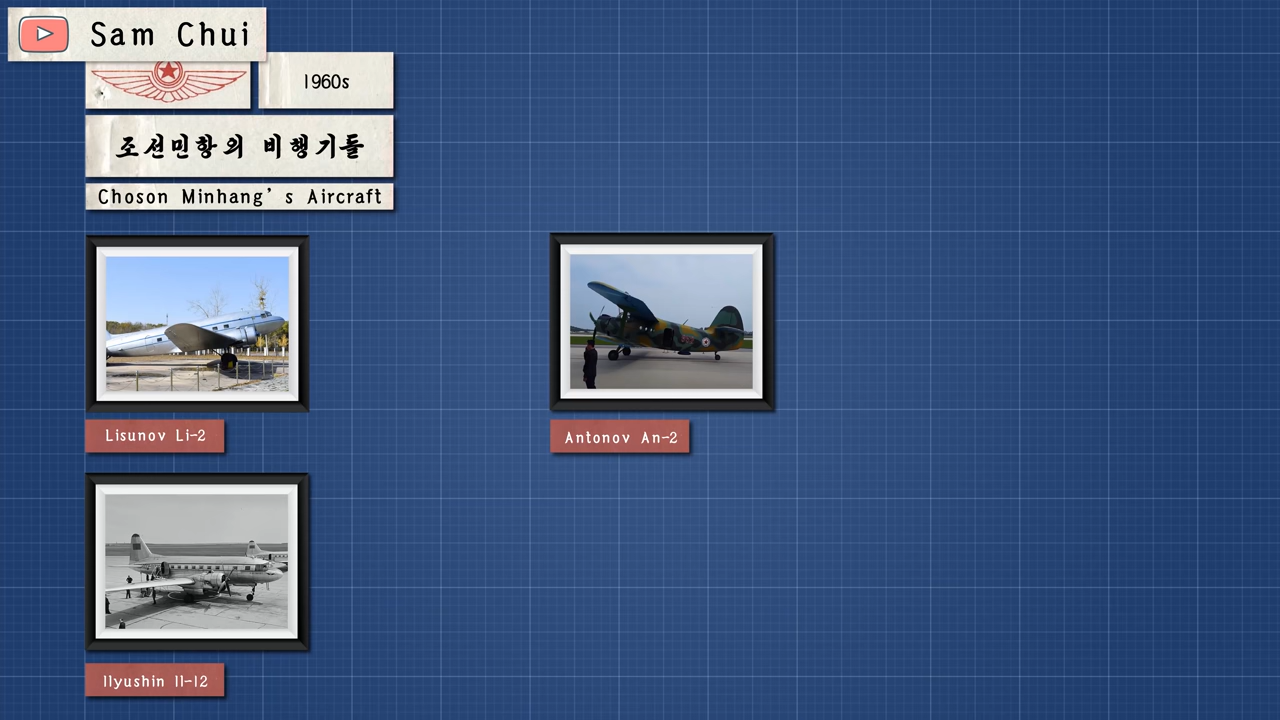 Sam Chui
1960s
조선민항의 비행기들
Choson Minhang's Aircraft
Lisunov Li-2
Antonov An-2
Ilyushin Il-12